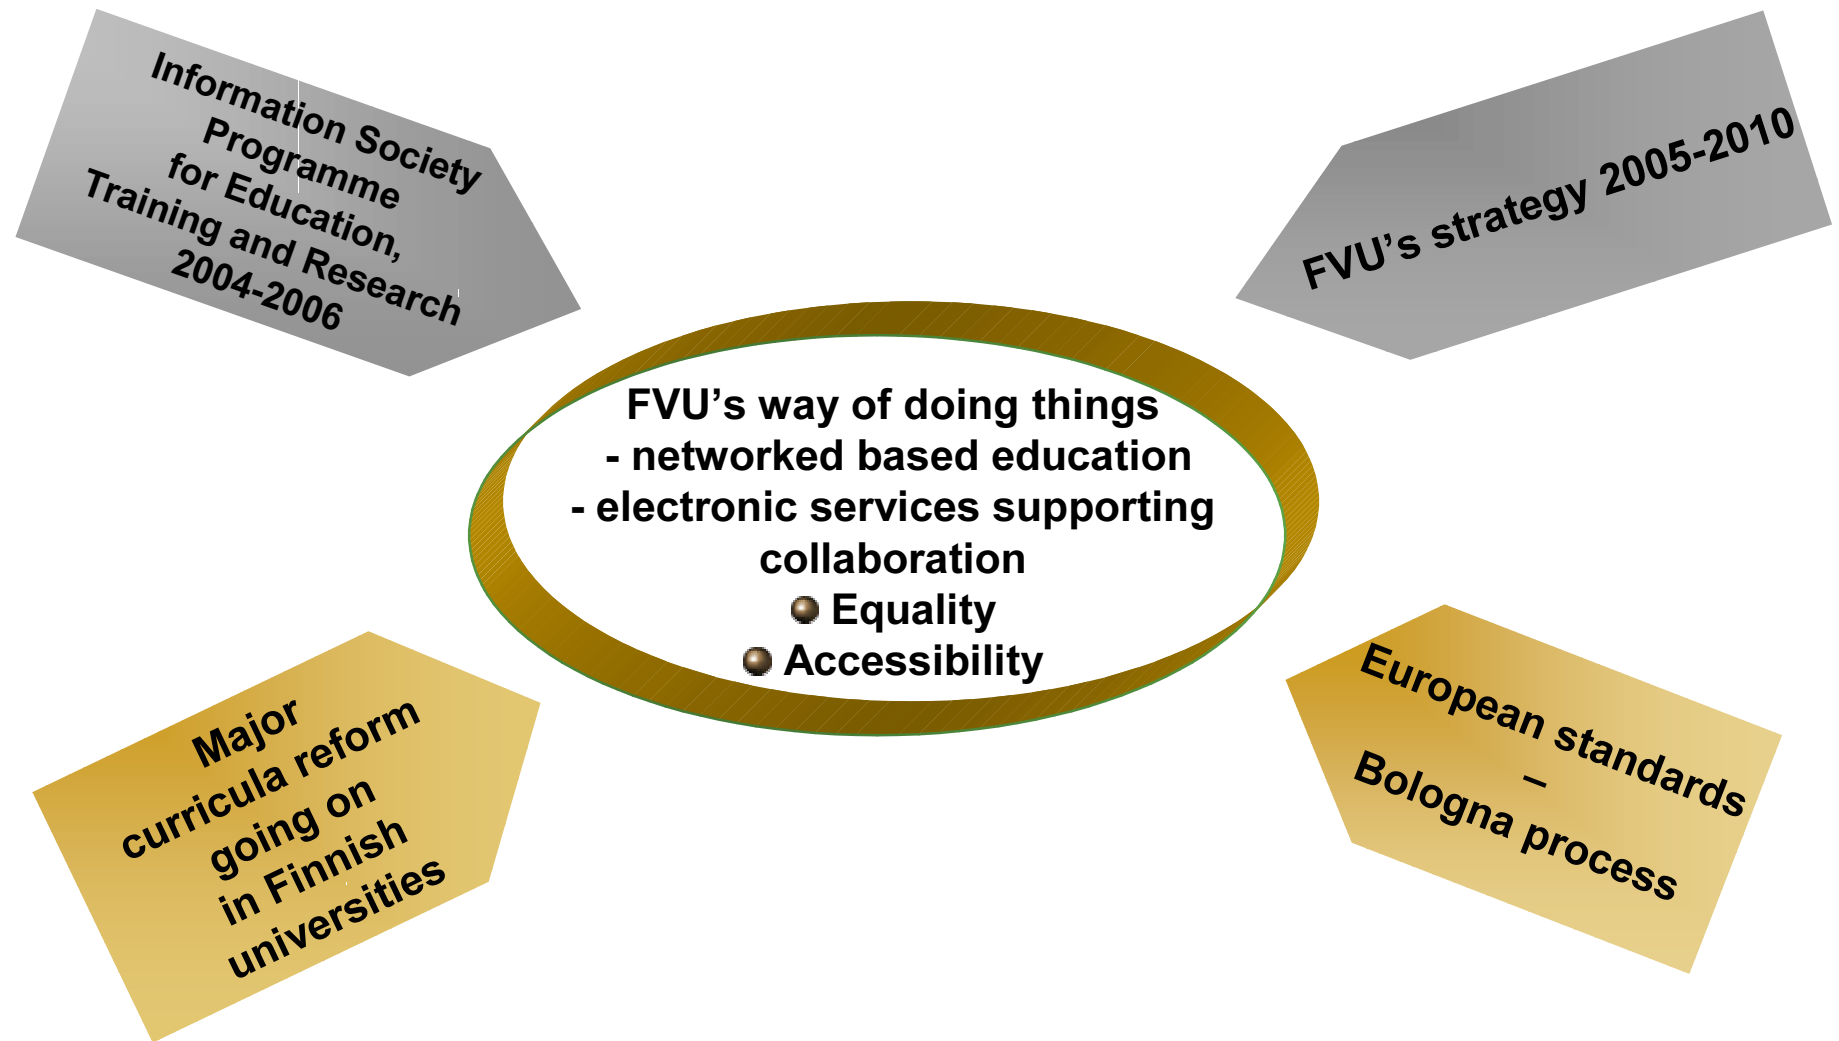 Information Society
Programme
for Education,
Training and Research
2004-2006
FVU’s strategy 2005-2010
FVU’s way of doing things
- networked based education
- electronic services supporting
collaboration
Equality
Accessibility
Major
curricula reform
going on
in Finnish
universities
European standards
–
Bologna process